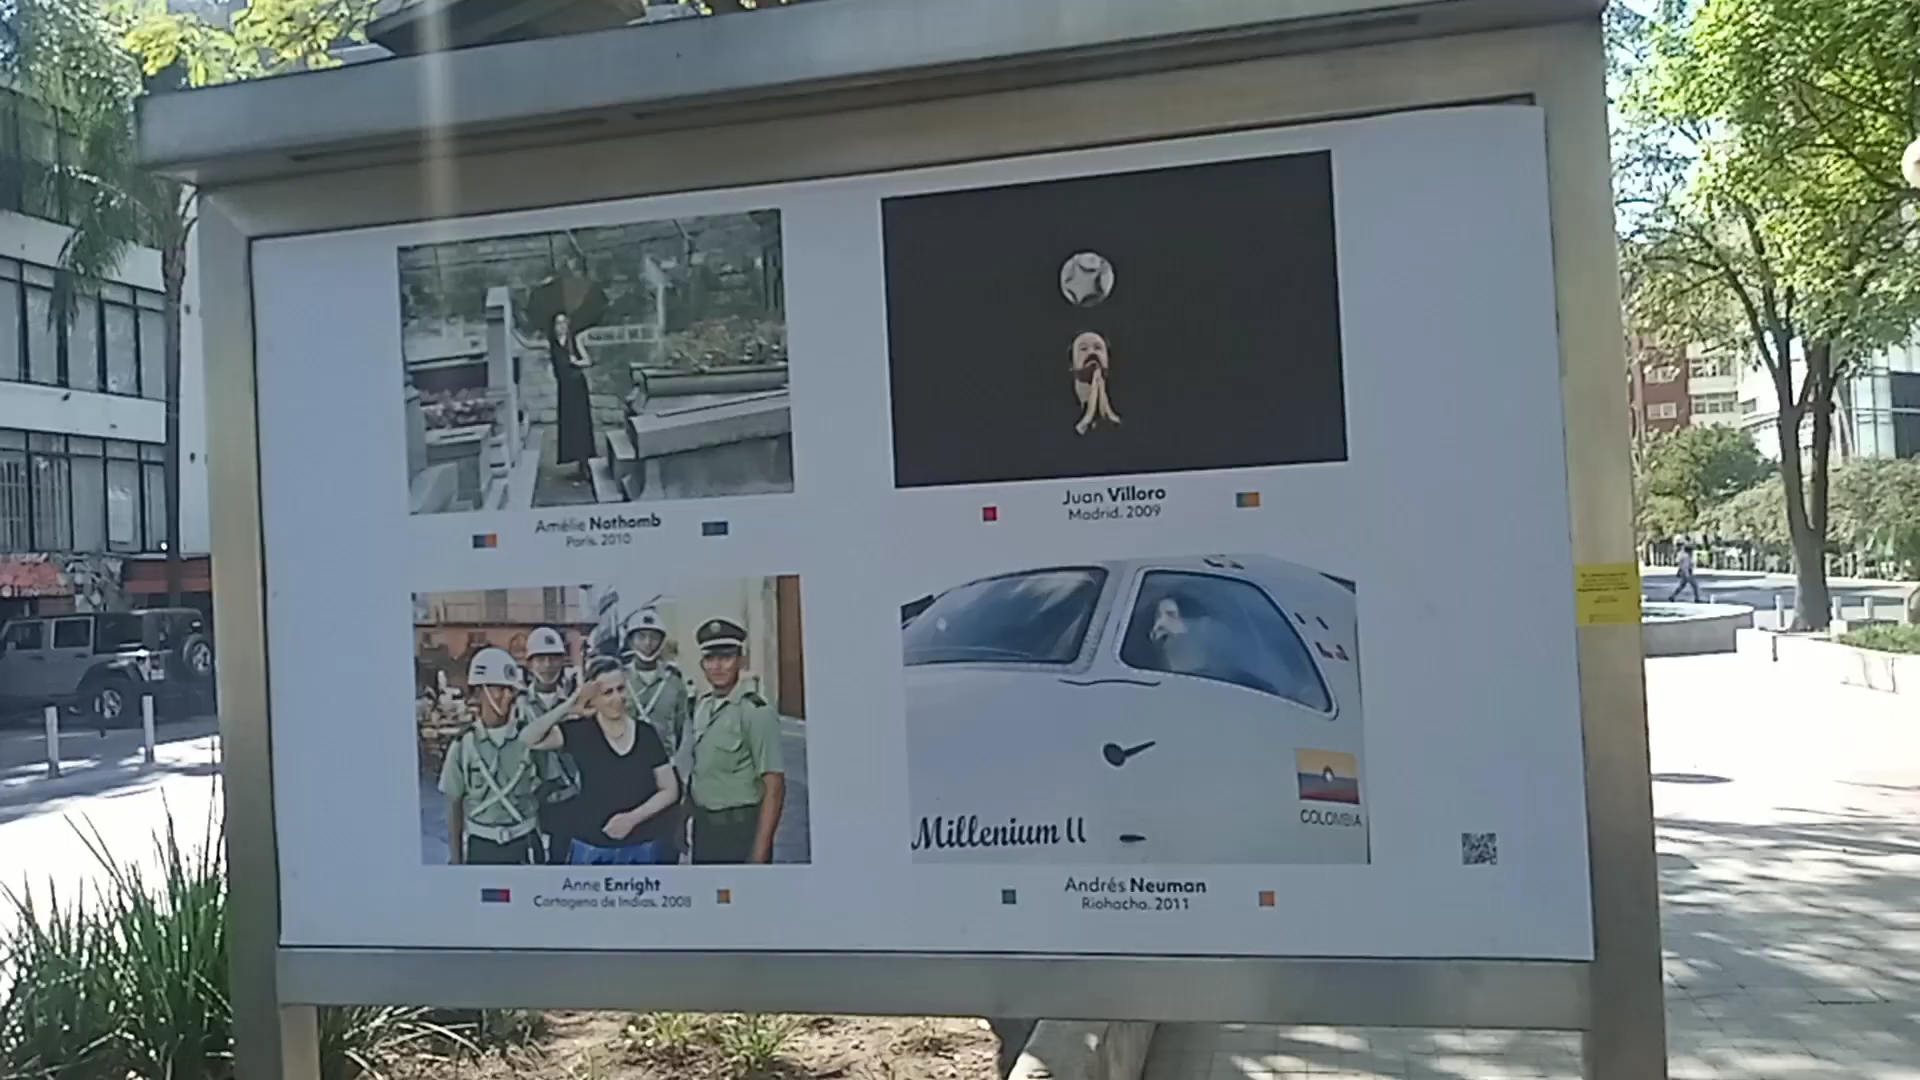 Amélie Nothomb
París. 2010
Juan Villoro
Madrid. 2009
Millenium II
COLOMBIA
Anne Enright
Cartagena de Indias. 2008
Andrés Neuman
Riohacha. 2011